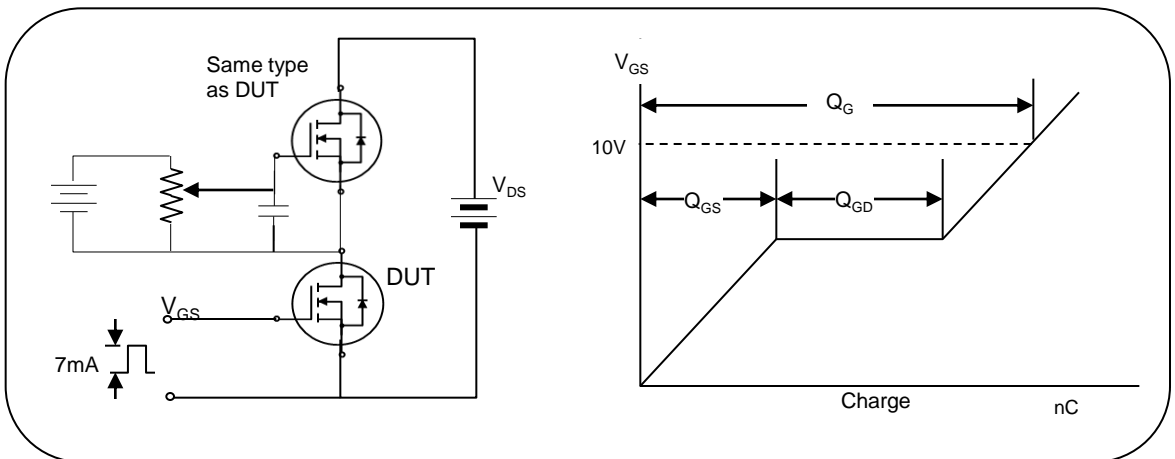 Same type
as DUT
V_DS
DUT
V_GS
7mA
V_GS
Q_G
10V
Q_GS
Q_GD
Charge
nC